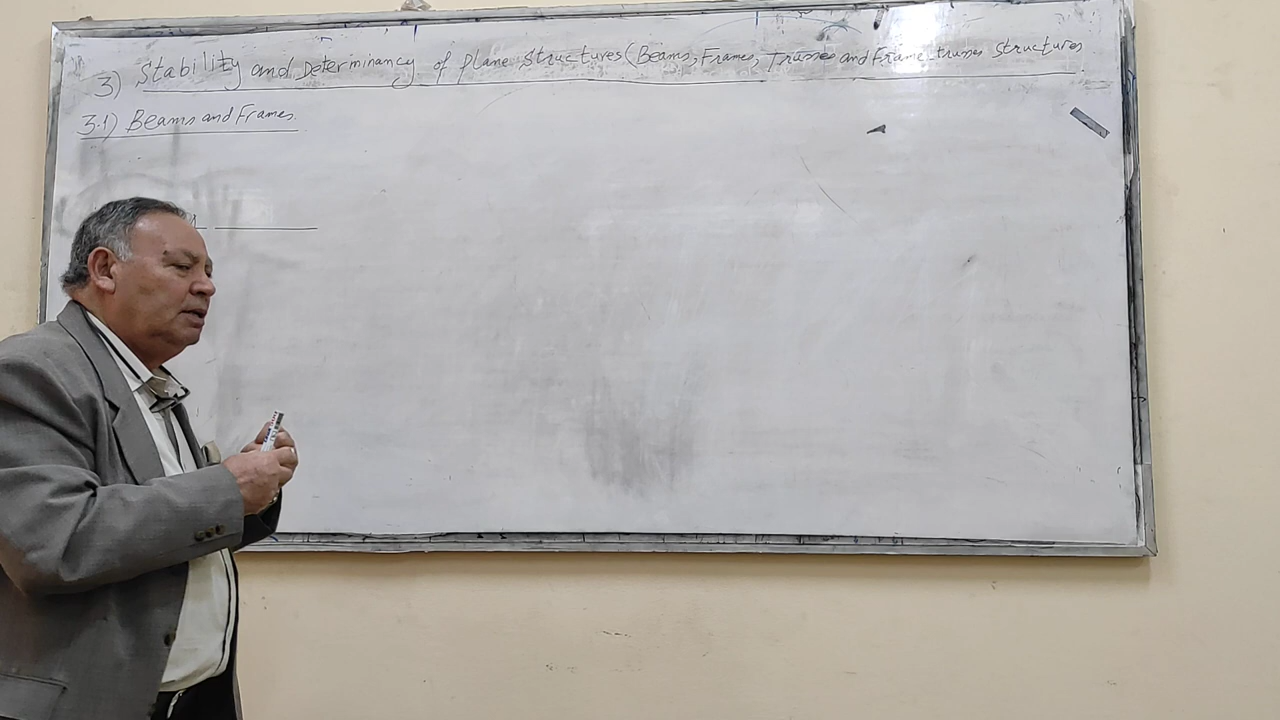 3) Stability and Determinancy of plane structures (Beams, Frames, Trusses and Frame-truss structures
3.1) Beams and Frames.